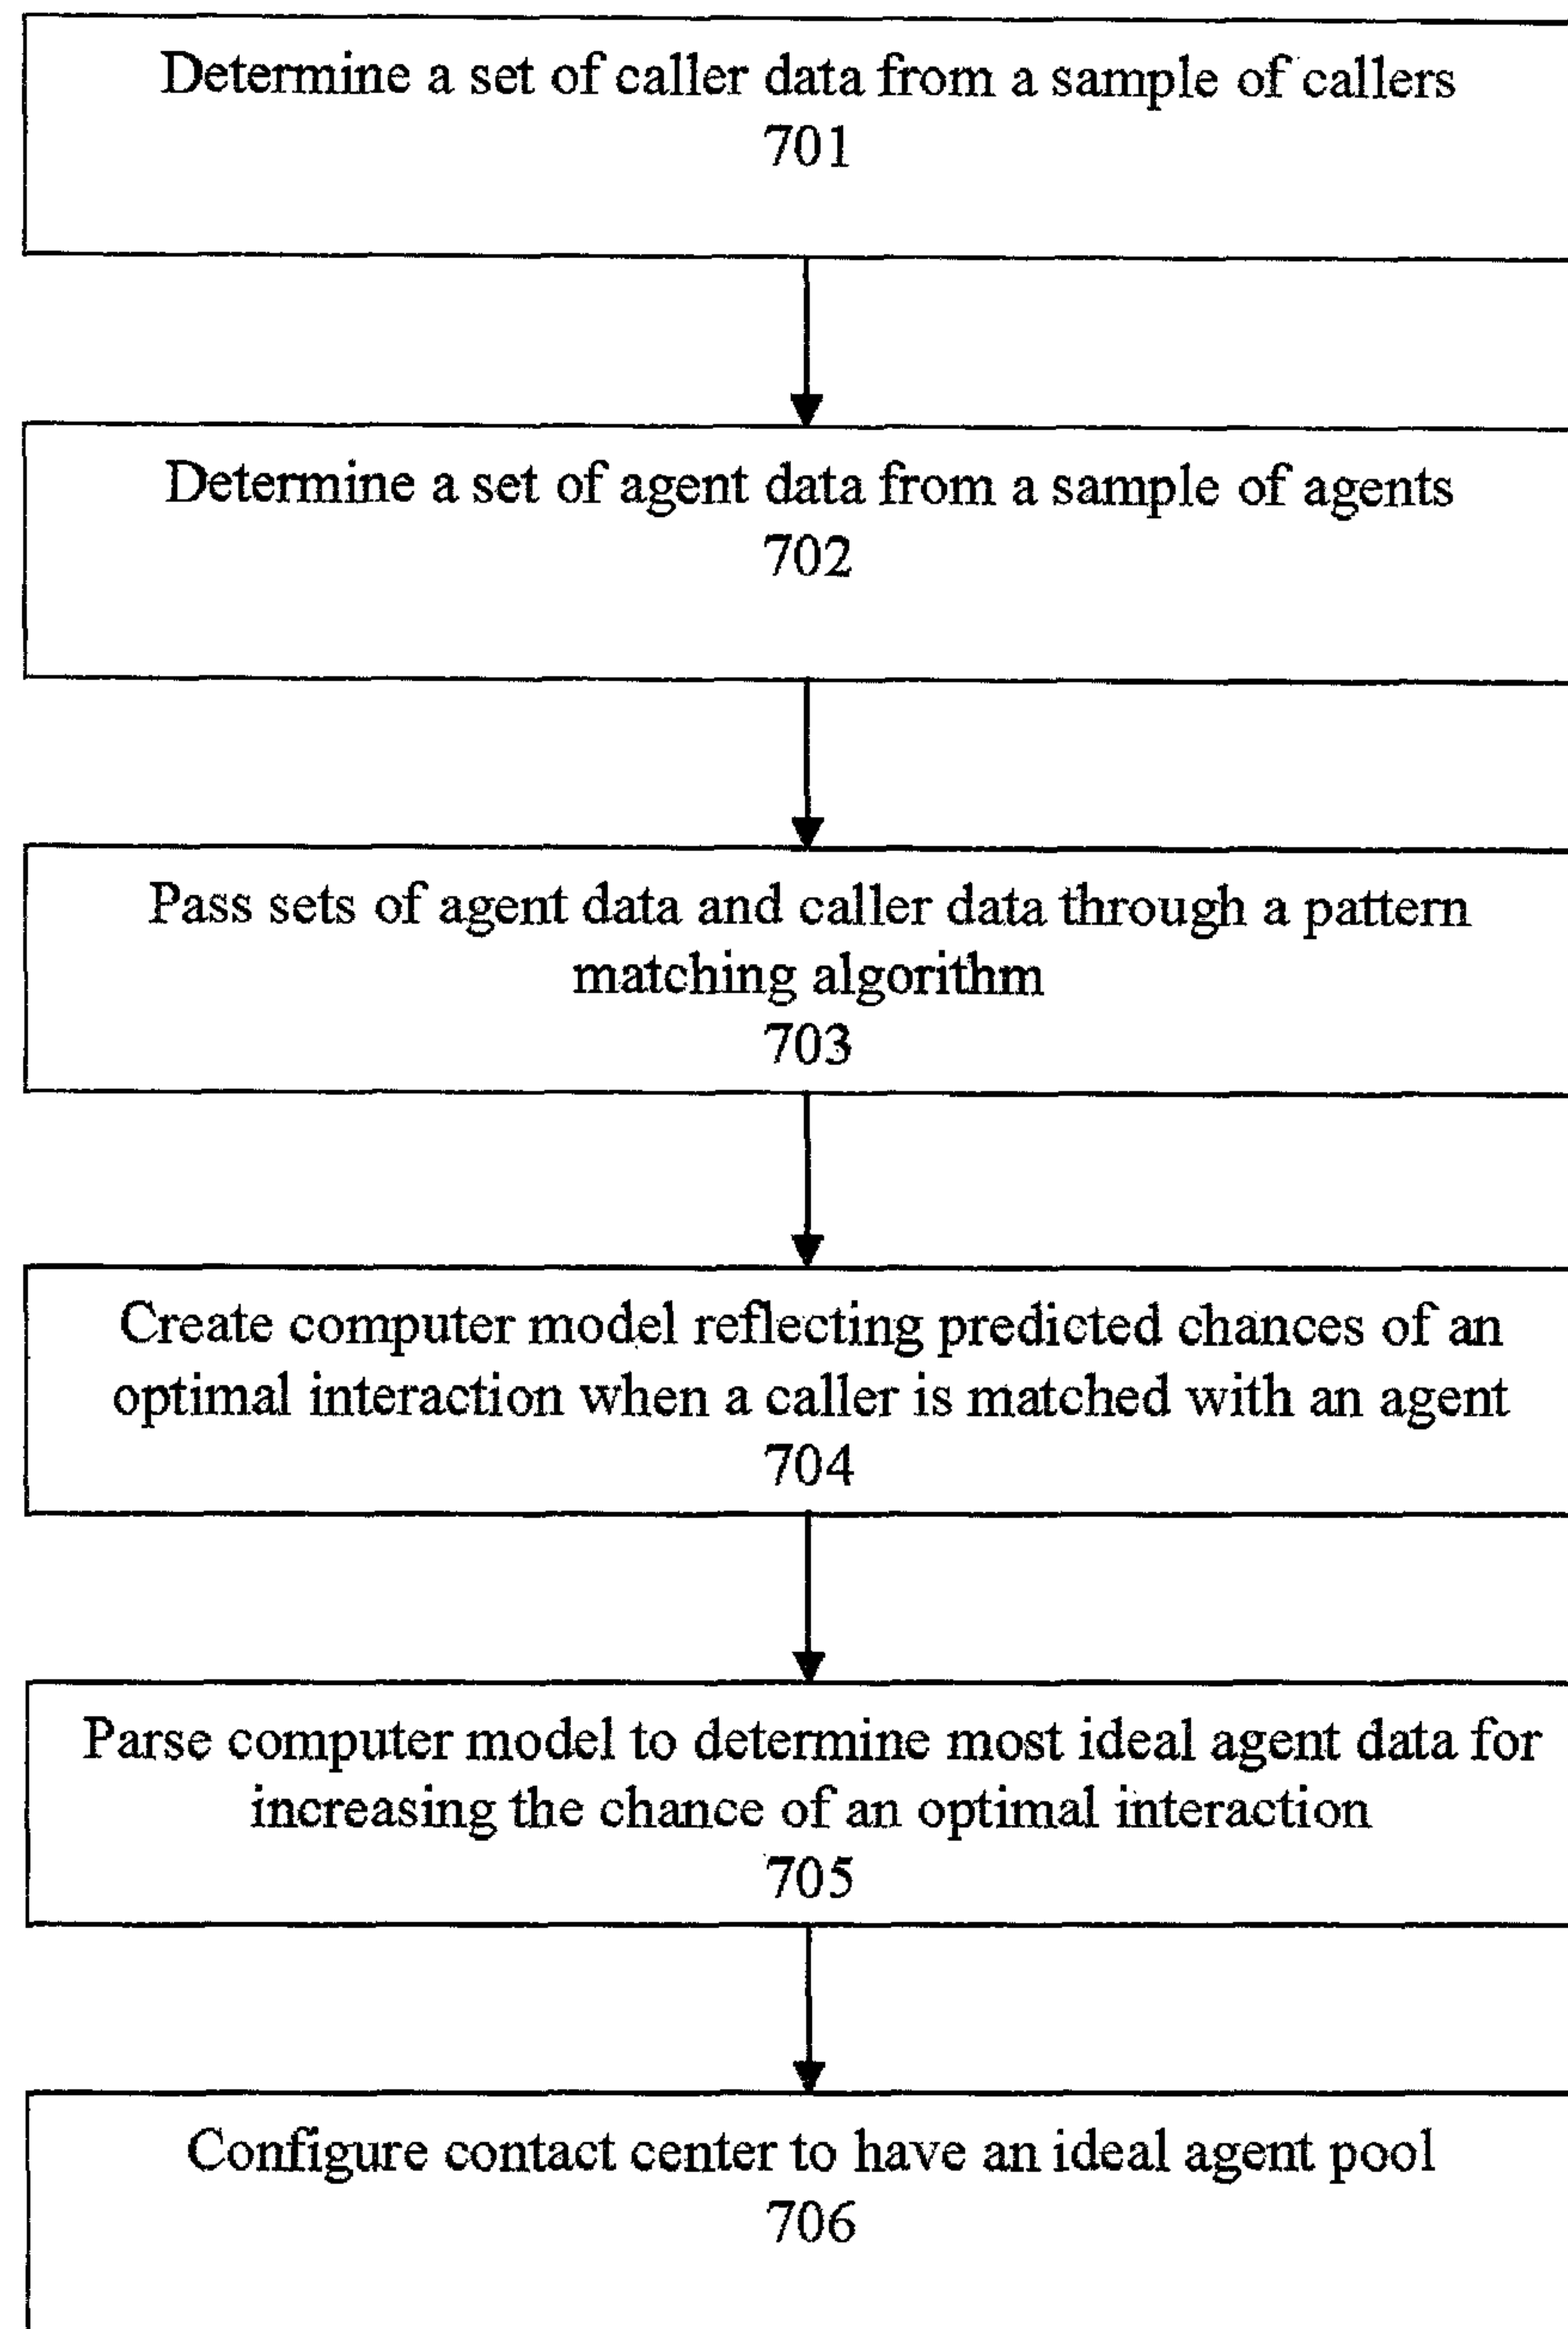 Determine a set of caller data from a sample of callers
701
Determine a set of agent data from a sample of agents
702
Pass sets of agent data and caller data through a pattern
matching algorithm
703
Create computer model reflecting predicted chances of an
optimal interaction when a caller is matched with an agent
704
Parse computer model to determine most ideal agent data for
increasing the chance of an optimal interaction
705
Configure contact center to have an ideal agent pool
706